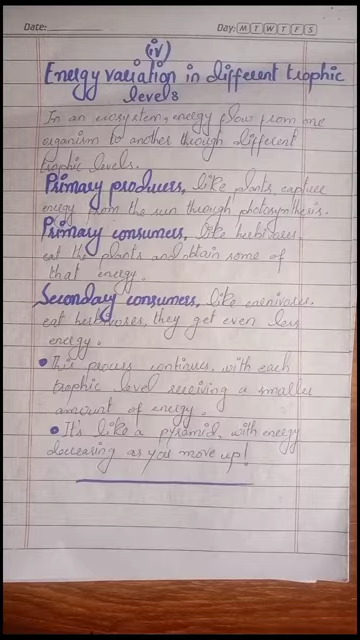 Date:
Day: M T W T F S
(iv)
Energy variation in different trophic
levels
In an ecosystem, energy flow from one
organism to another through different
trophic levels.
Primary producers, like plants capture
energy from the sun through photosynthesis.
Primary consumers, like herbivores,
eat the plants and obtain some of
that energy.
Secondary consumers, like
eat herbivores, they get even less
energy.
This process continues, with each
trophic level receiving a smaller
amount of energy.
It's like a pyramid, with energy
decreasing as you move up!